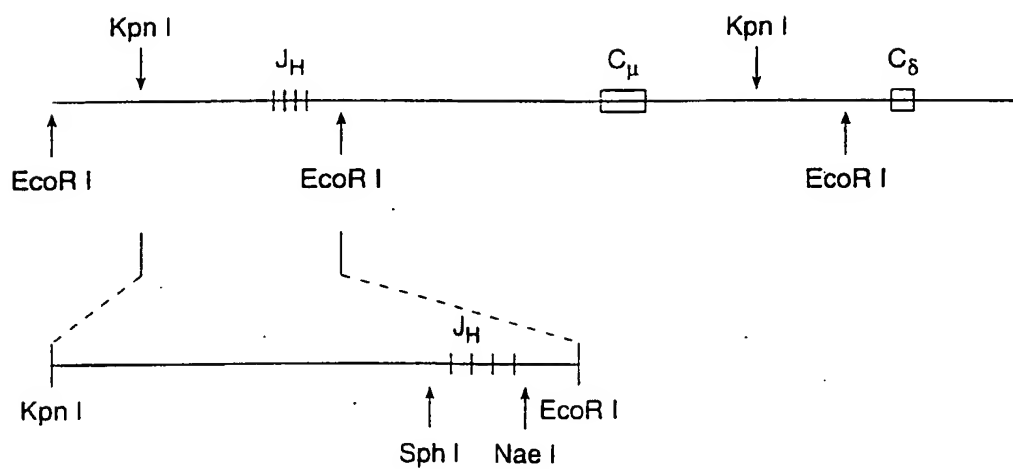 Kpn I
Kpn I
J_H
C_μ
C_δ
EcoR I
EcoR I
EcoR I
J_H
Kpn I
EcoR I
Sph I
Nae I